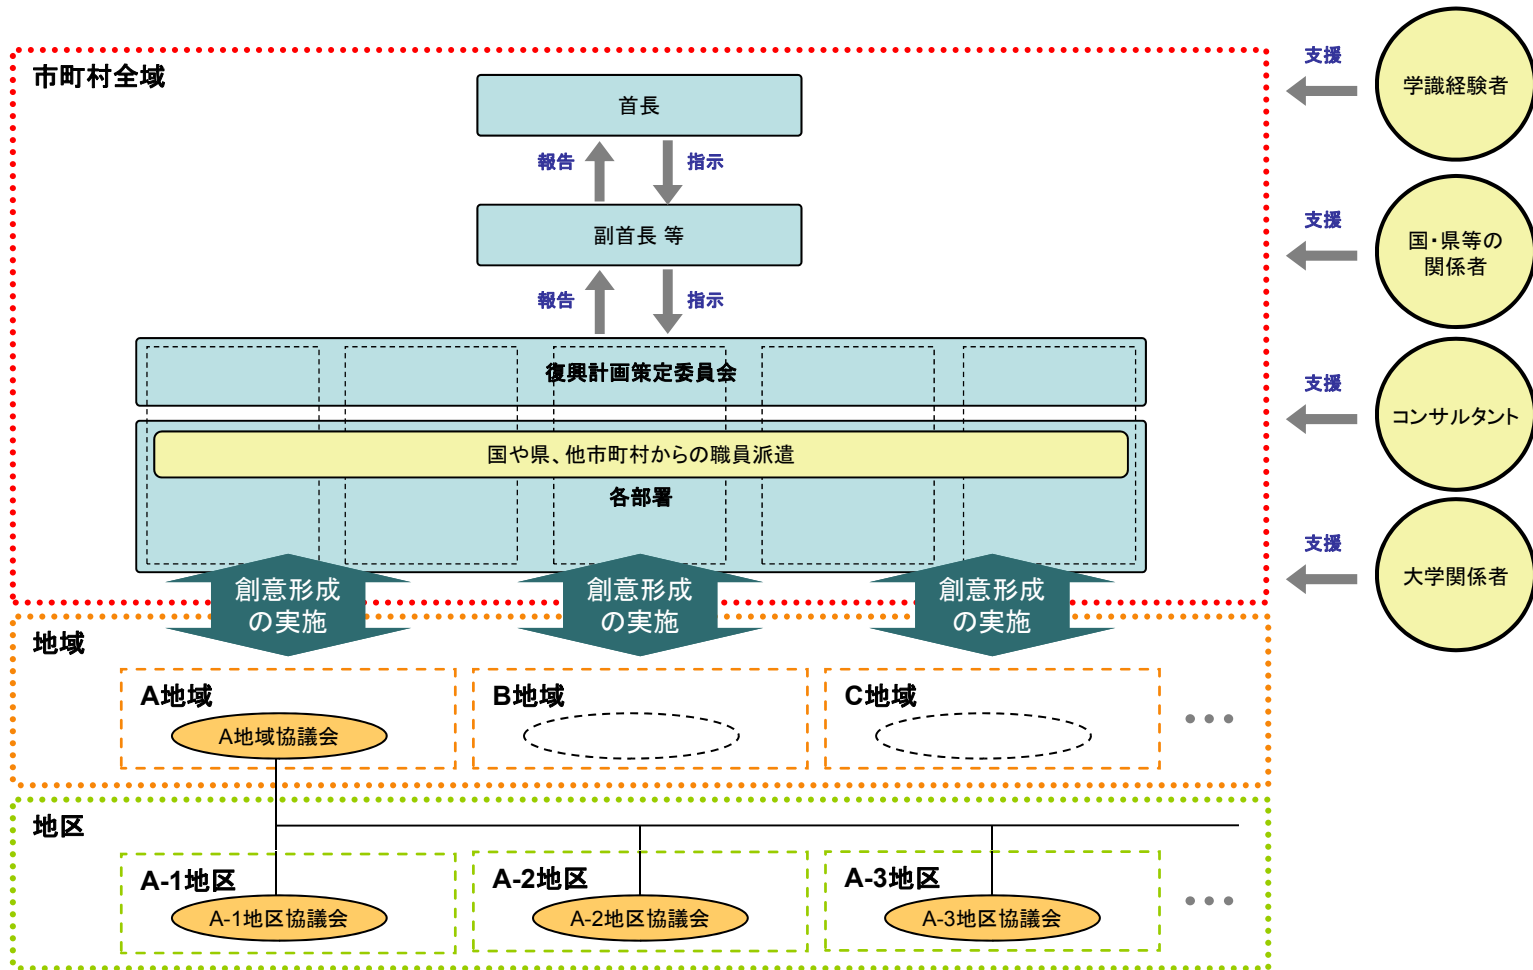 市町村全域
首長
報告
指示
副首長 等
報告
指示
復興計画策定委員会
国や県、他市町村からの職員派遣
各部署
創意形成
の実施
創意形成
の実施
創意形成
の実施
支援
学識経験者
支援
国・県等の
関係者
支援
コンサルタント
支援
大学関係者
地域
A地域
A地域協議会
B地域
C地域
•••
地区
A-1地区
A-1地区協議会
A-2地区
A-2地区協議会
A-3地区
A-3地区協議会
•••